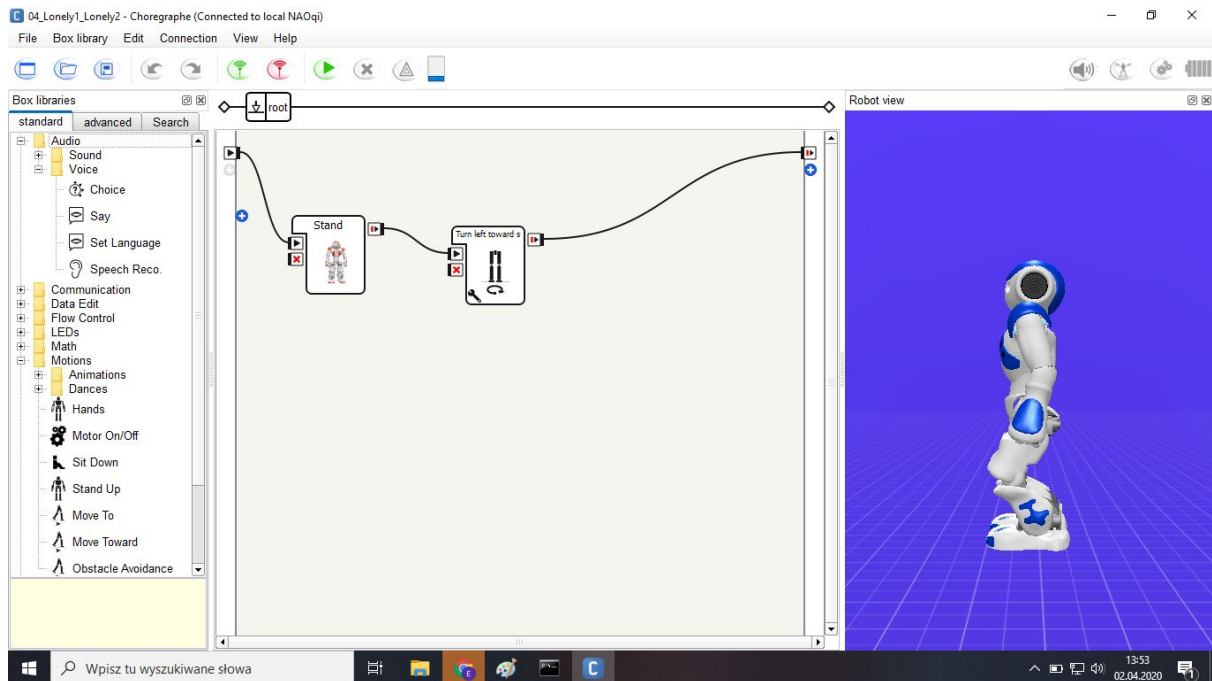 04_Lonely1_Lonely2 - Choregraphe (Connected to local NAOqi)
File Box library Edit Connection View Help
Box libraries
standard advanced Search
Audio
Sound
Voice
Choice
Say
Set Language
Speech Reco.
Communication
Data Edit
Flow Control
LEDs
Math
Motions
Animations
Dances
Hands
Motor On/Off
Sit Down
Stand Up
Move To
Move Toward
Obstacle Avoidance
root
Stand
Turn left toward s
Robot view
Wpisz tu wyszukiwane słowa
13:53
02.04.2020
1